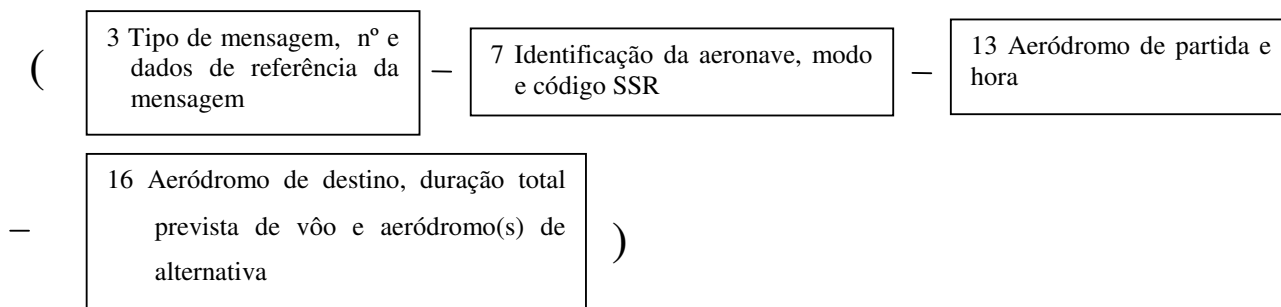 ( 3 Tipo de mensagem, nº e
dados de referência da
mensagem
– 7 Identificação da aeronave, modo
e código SSR
– 13 Aeródromo de partida e
hora
– 16 Aeródromo de destino, duração total
prevista de vôo e aeródromo(s) de
alternativa )